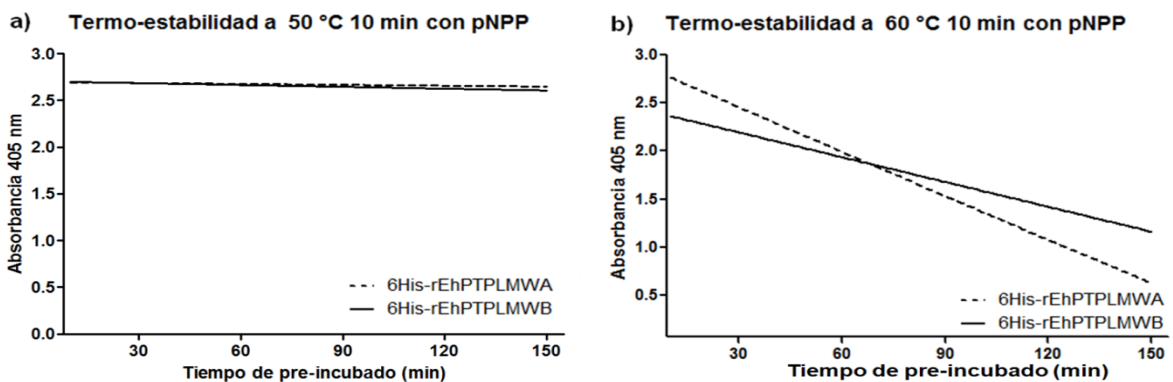 a) Termo-estabilidad a 50 °C 10 min con pNPP
3.0
2.5
2.0
1.5
1.0
0.5
0.0
Absorbancia 405 nm
6His-rEhPTPLMWA
6His-rEhPTPLMWB
30 60 90 120 150
Tiempo de pre-incubado (min)
b) Termo-estabilidad a 60 °C 10 min con pNPP
3.0
2.5
2.0
1.5
1.0
0.5
Absorbancia 405 nm
6His-rEhPTPLMWA
6His-rEhPTPLMWB
30 60 90 120 150
Tiempo de pre-incubado (min)